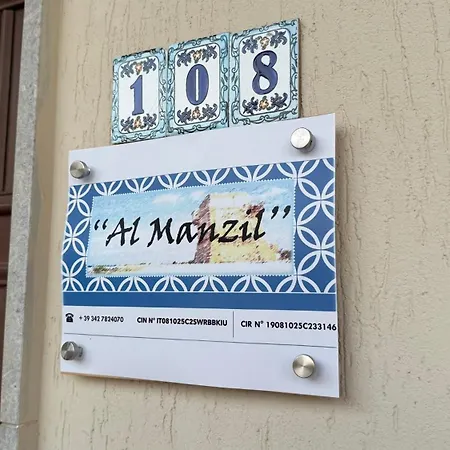 108
“Al Manzil”
+ 39 342 7824070 CIN N° IT081025C2SWRBBKIU CIR N° 19081025C233146